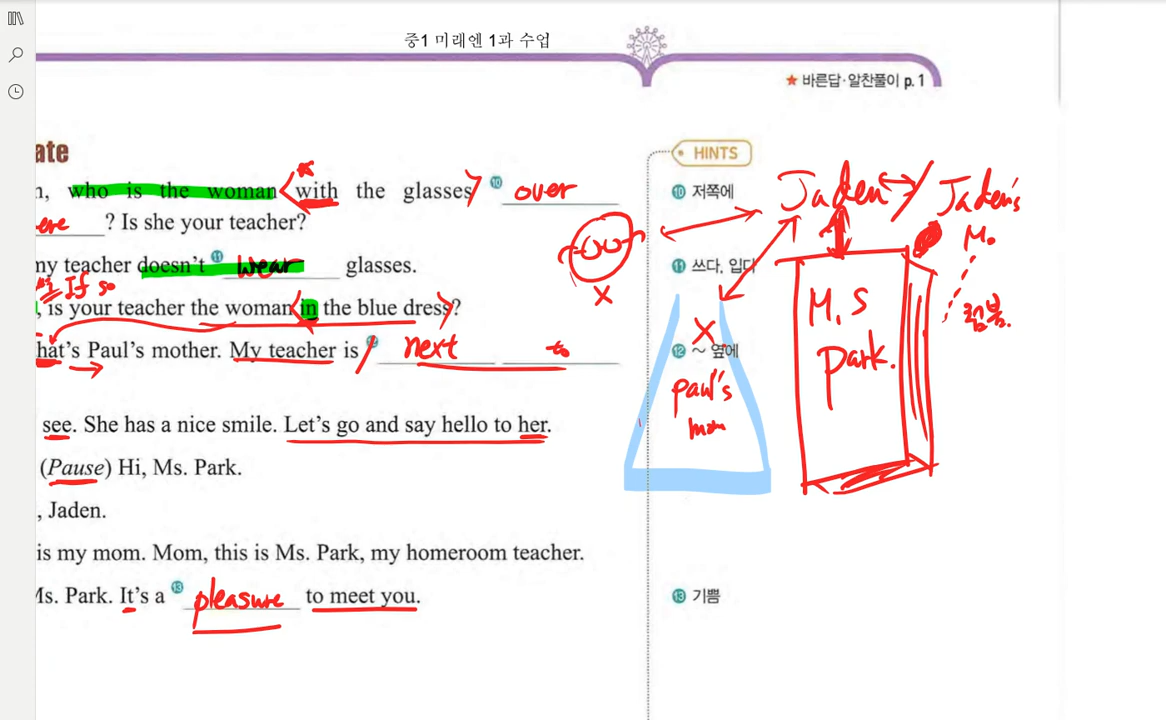 중1 미래엔 1과 수업
★ 바른답·알찬풀이 p. 1
ate
HINTS
n, who is the woman <with the glasses> ⑩ over
ere ? Is she your teacher?
my teacher doesn't ⑪ wear glasses.
If so
, is your teacher the woman <in the blue dress>?
hat's Paul's mother. My teacher is / ⑫ next to
see. She has a nice smile. Let's go and say hello to her.
(Pause) Hi, Ms. Park.
, Jaden.
is my mom. Mom, this is Ms. Park, my homeroom teacher.
Ms. Park. It's a ⑬ pleasure to meet you.
⑩ 저쪽에
⑪ 쓰다, 입다
⑫ ~ 옆에
⑬ 기쁨
Jaden ↔ Jaden's
M.
X
X
Paul's
mom
M.S
Park.